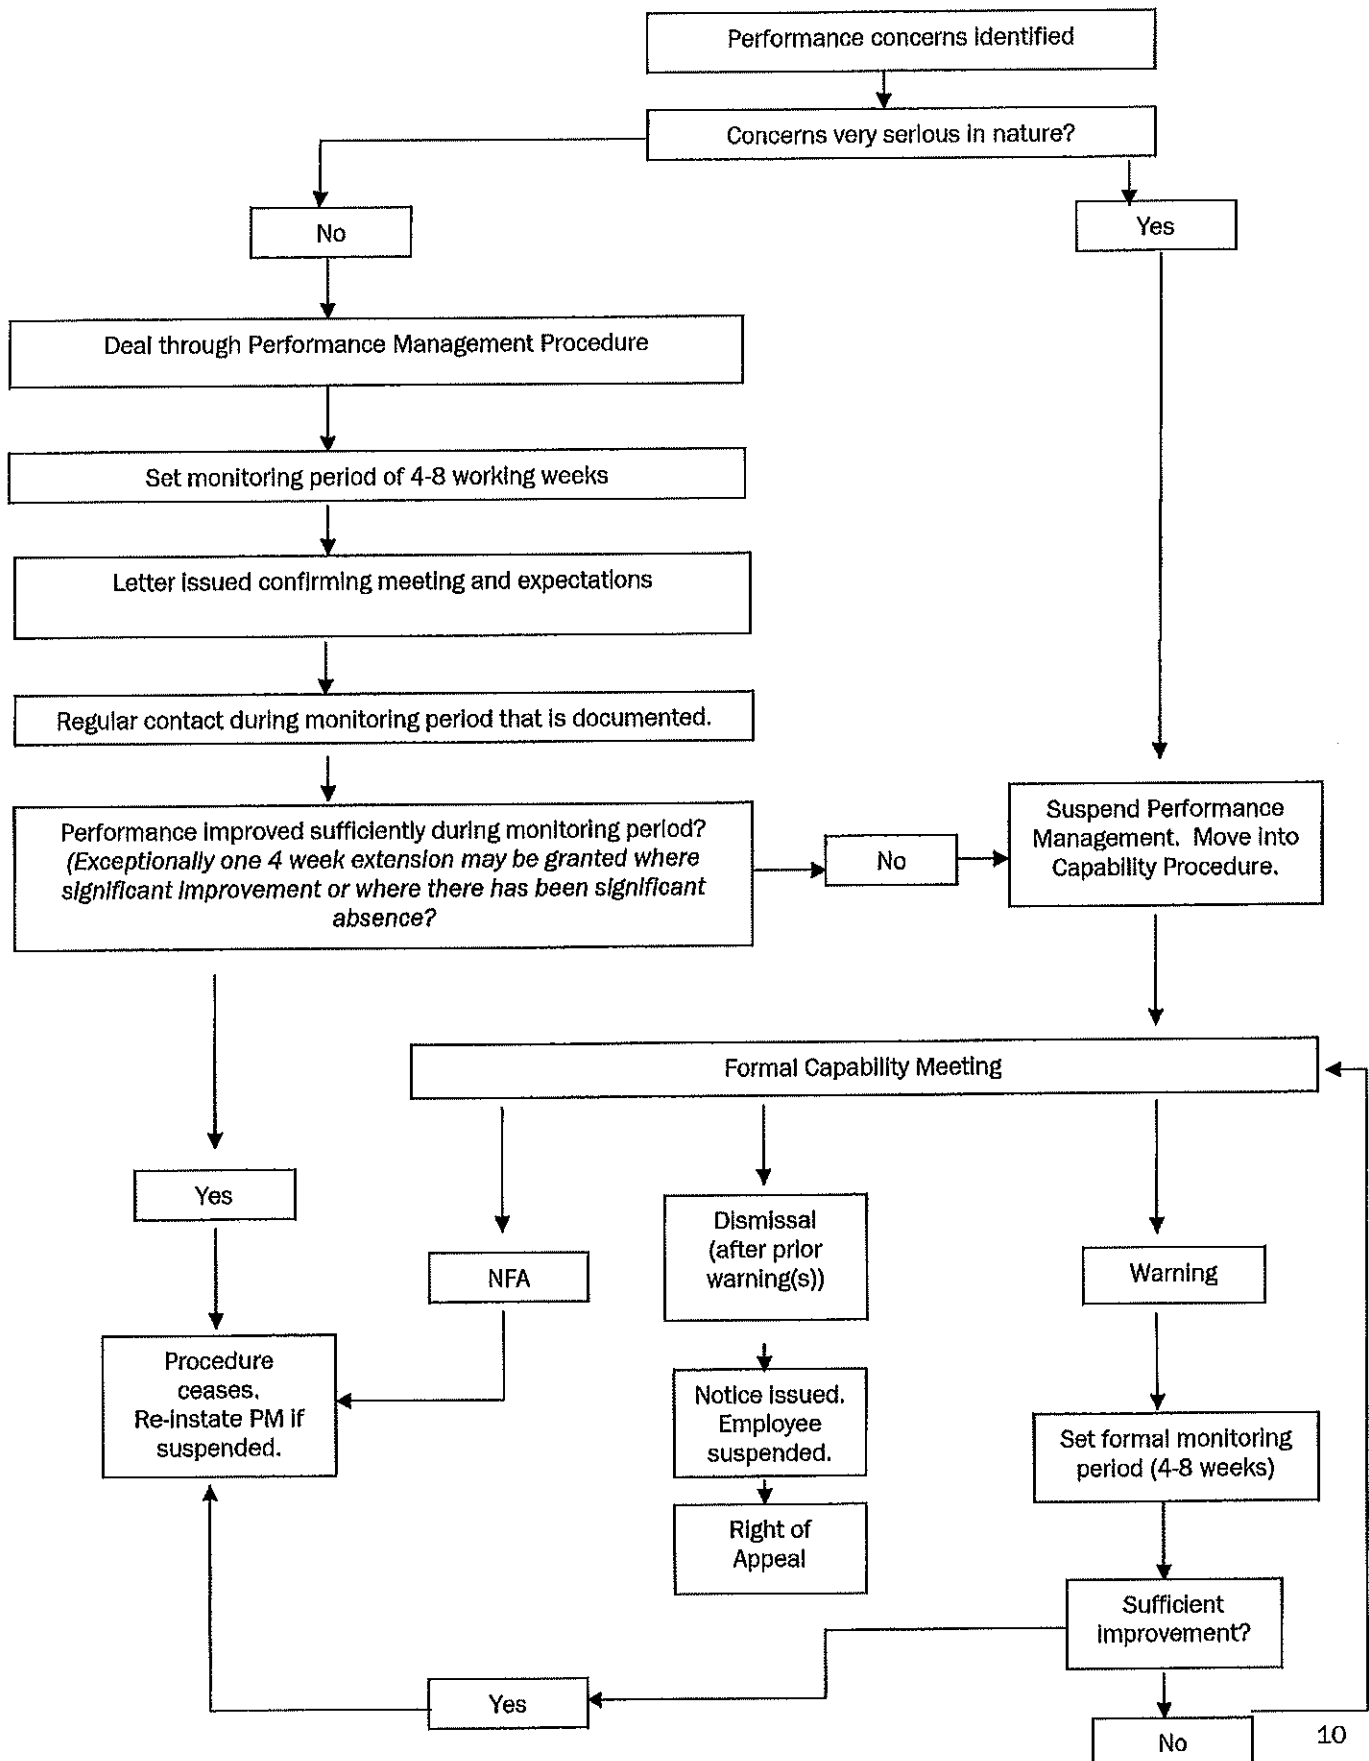 Performance concerns identified
Concerns very serious in nature?
No
Yes
Deal through Performance Management Procedure
Set monitoring period of 4-8 working weeks
Letter issued confirming meeting and expectations
Regular contact during monitoring period that is documented.
Performance improved sufficiently during monitoring period?
(Exceptionally one 4 week extension may be granted where
significant improvement or where there has been significant
absence?
No
Suspend Performance
Management. Move into
Capability Procedure.
Formal Capability Meeting
Yes
NFA
Dismissal
(after prior
warning(s))
Warning
Procedure
ceases.
Re-instate PM if
suspended.
Notice issued.
Employee
suspended.
Set formal monitoring
period (4-8 weeks)
Right of
Appeal
Sufficient
improvement?
Yes
No
10